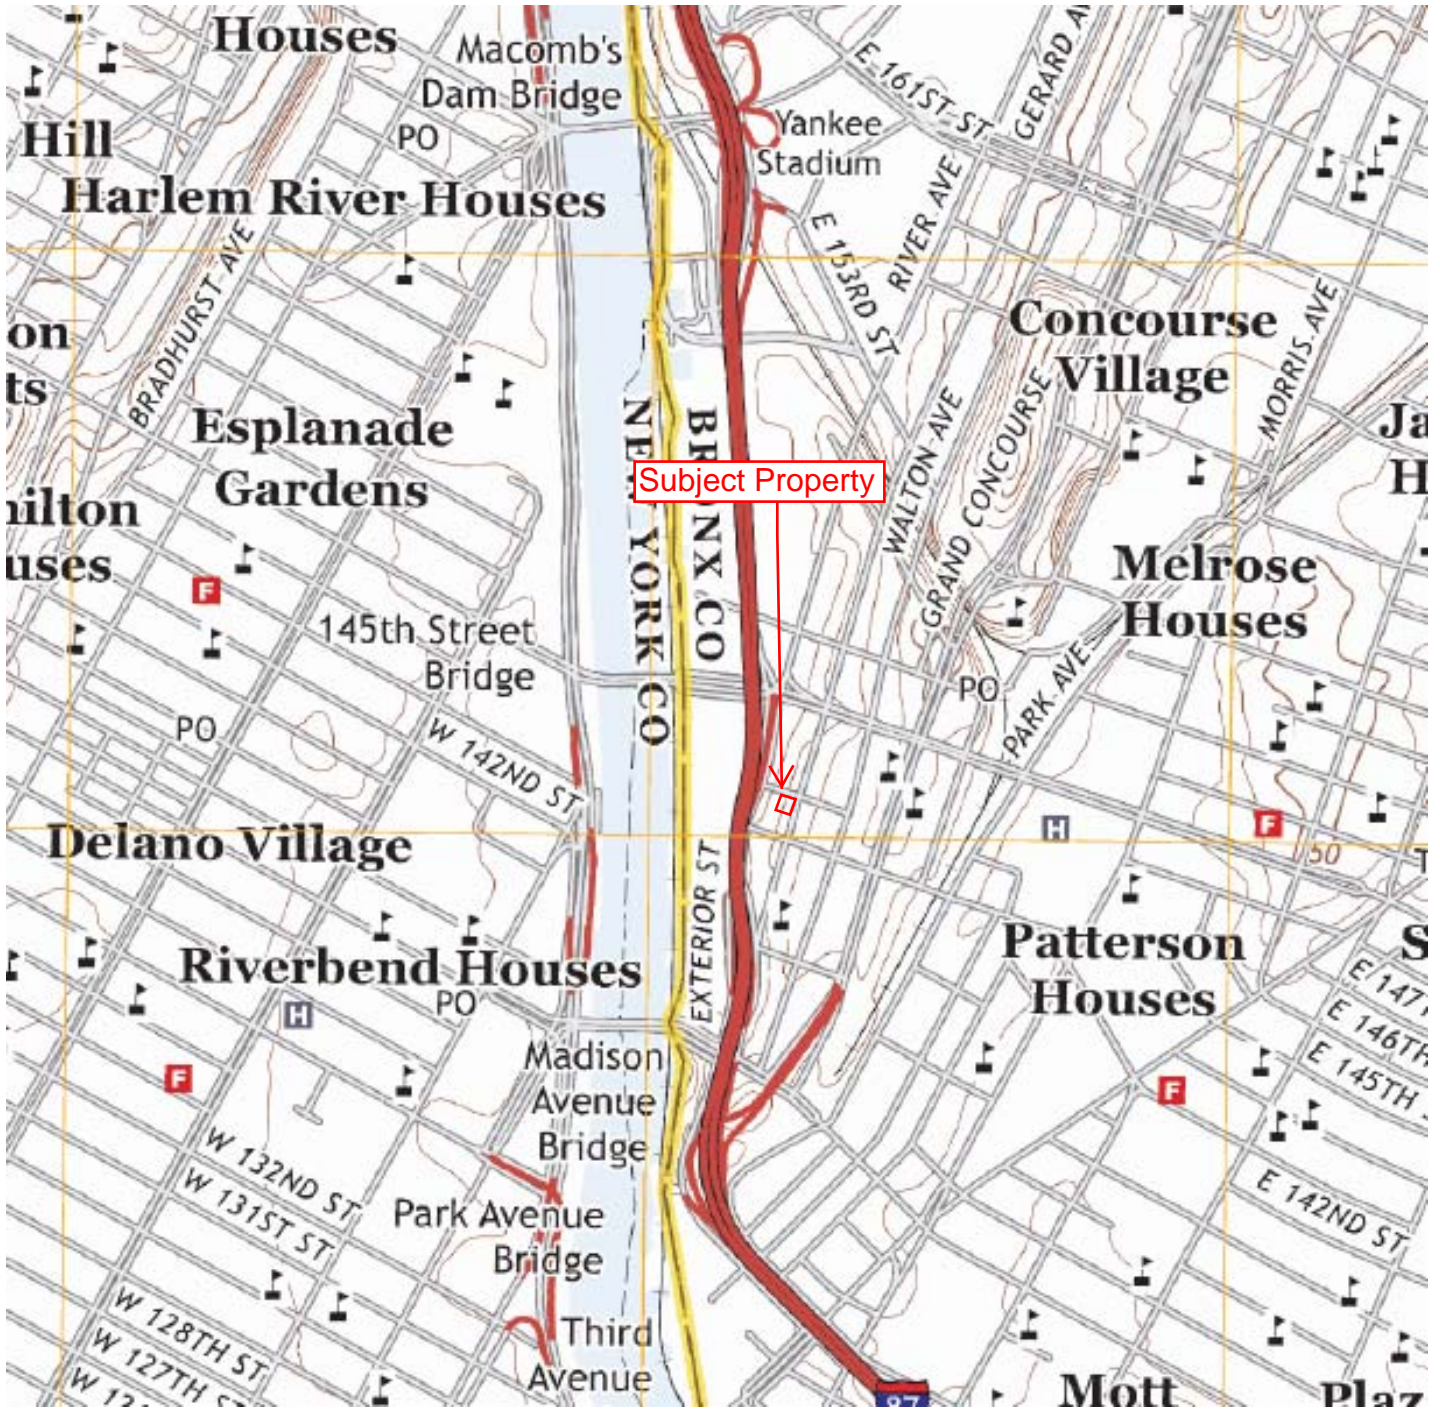 Houses
Macomb's
Dam Bridge
E 161ST ST
Hill
PO
Yankee
Stadium
Harlem River Houses
BRADHURST AVE
E 153RD ST
RIVER AVE
GERARD
Concourse
Village
MORRIS AVE
Esplanade
Gardens
Subject Property
BRONX CO
YORK CO
WALTON AVE
GRAND CONCOURSE
Melrose
Houses
F
145th Street
Bridge
PO
PARK AVE
PO
W 142ND ST
Delano Village
H
F
50
EXTERIOR ST
Riverbend Houses
PO
H
Patterson
Houses
F
Madison
Avenue
Bridge
F
E 146TH
E 145TH
E 142ND ST
W 132ND ST
W 131ST ST
Park Avenue
Bridge
W 128TH ST
W 127TH ST
Third
Avenue
87
Mott